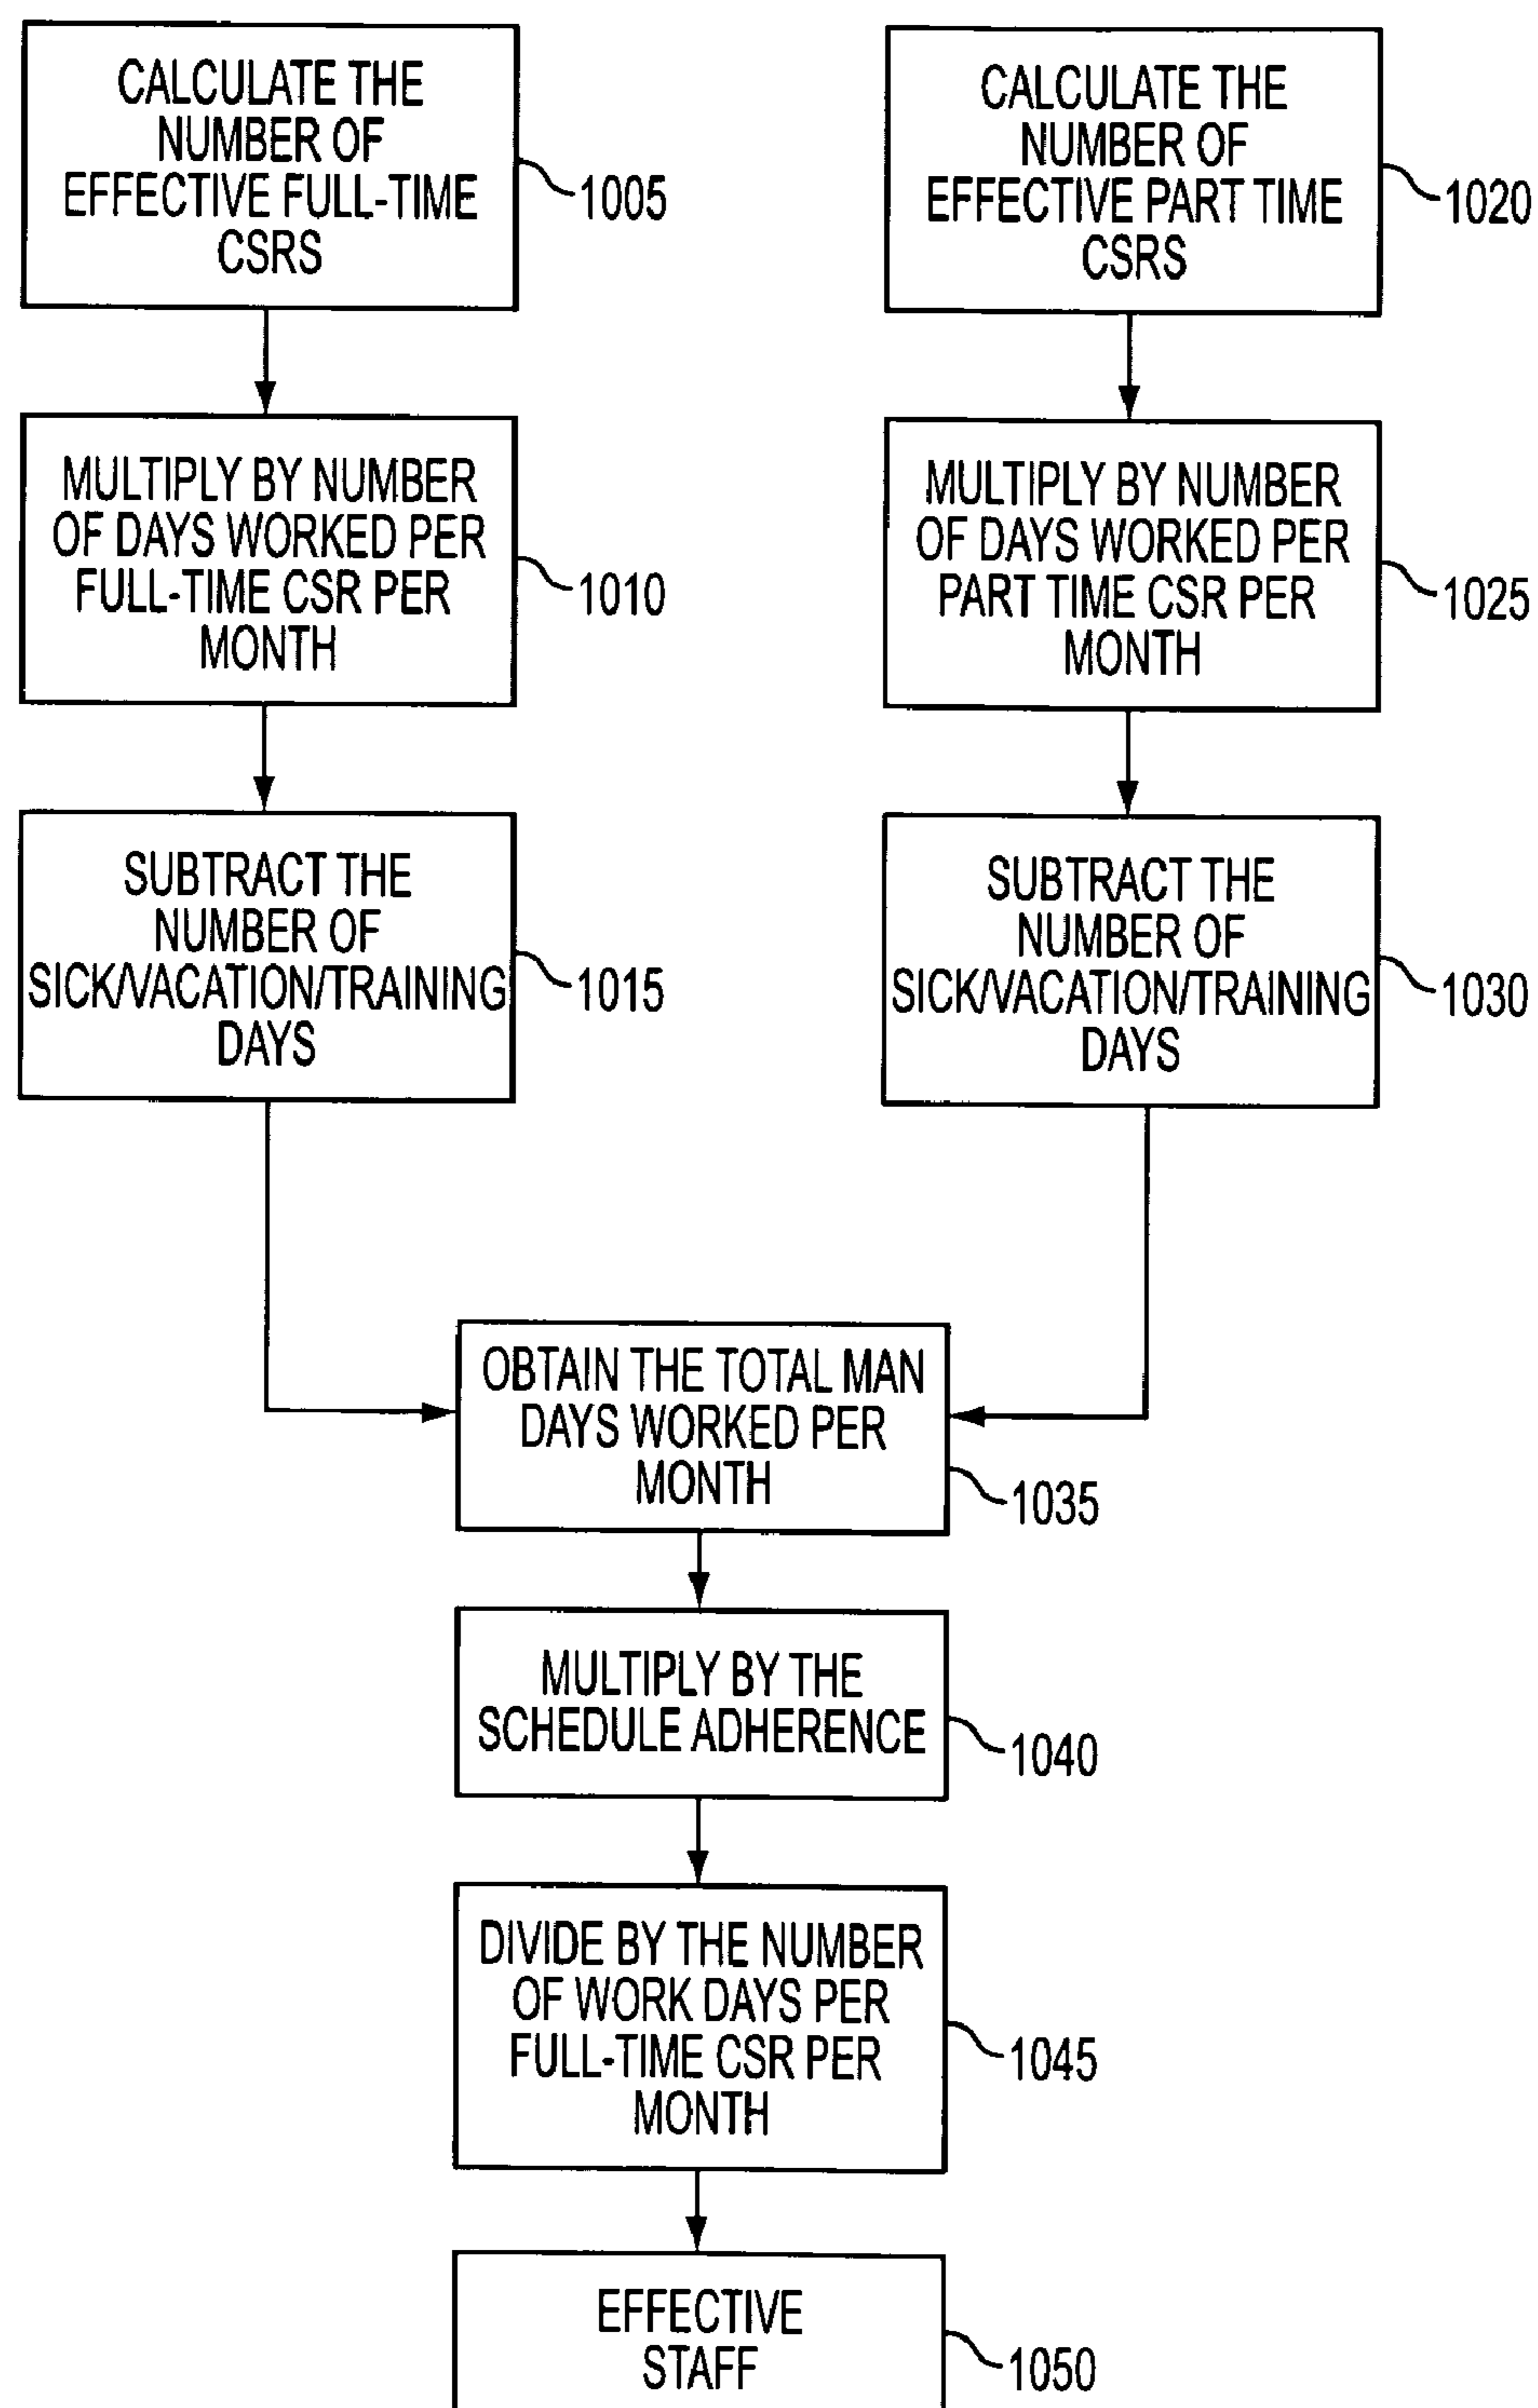 CALCULATE THE
NUMBER OF
EFFECTIVE FULL-TIME
CSRS
1005
MULTIPLY BY NUMBER
OF DAYS WORKED PER
FULL-TIME CSR PER
MONTH
1010
SUBTRACT THE
NUMBER OF
SICK/VACATION/TRAINING
DAYS
1015
CALCULATE THE
NUMBER OF
EFFECTIVE PART TIME
CSRS
1020
MULTIPLY BY NUMBER
OF DAYS WORKED PER
PART TIME CSR PER
MONTH
1025
SUBTRACT THE
NUMBER OF
SICK/VACATION/TRAINING
DAYS
1030
OBTAIN THE TOTAL MAN
DAYS WORKED PER
MONTH
1035
MULTIPLY BY THE
SCHEDULE ADHERENCE
1040
DIVIDE BY THE NUMBER
OF WORK DAYS PER
FULL-TIME CSR PER
MONTH
1045
EFFECTIVE
STAFF
1050